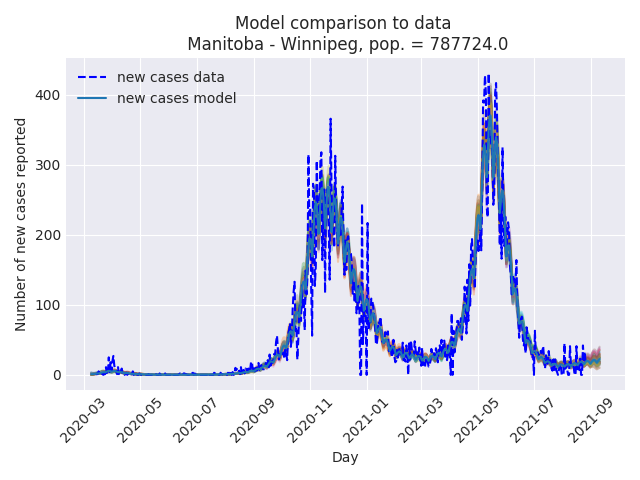 Model comparison to data
Manitoba - Winnipeg, pop. = 787724.0
new cases data
new cases model
Number of new cases reported
400
300
200
100
0
2020-03
2020-05
2020-07
2020-09
2020-11
2021-01
2021-03
2021-05
2021-07
2021-09
Day